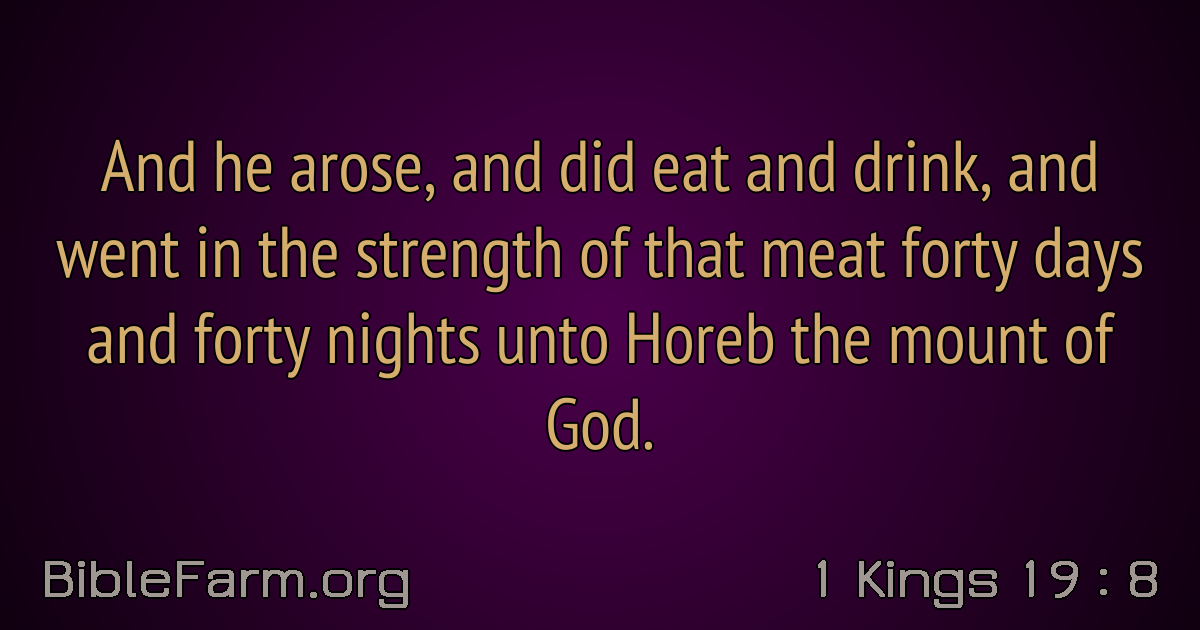 And he arose, and did eat and drink, and
went in the strength of that meat forty days
and forty nights unto Horeb the mount of
God.
BibleFarm.org
1 Kings 19 : 8